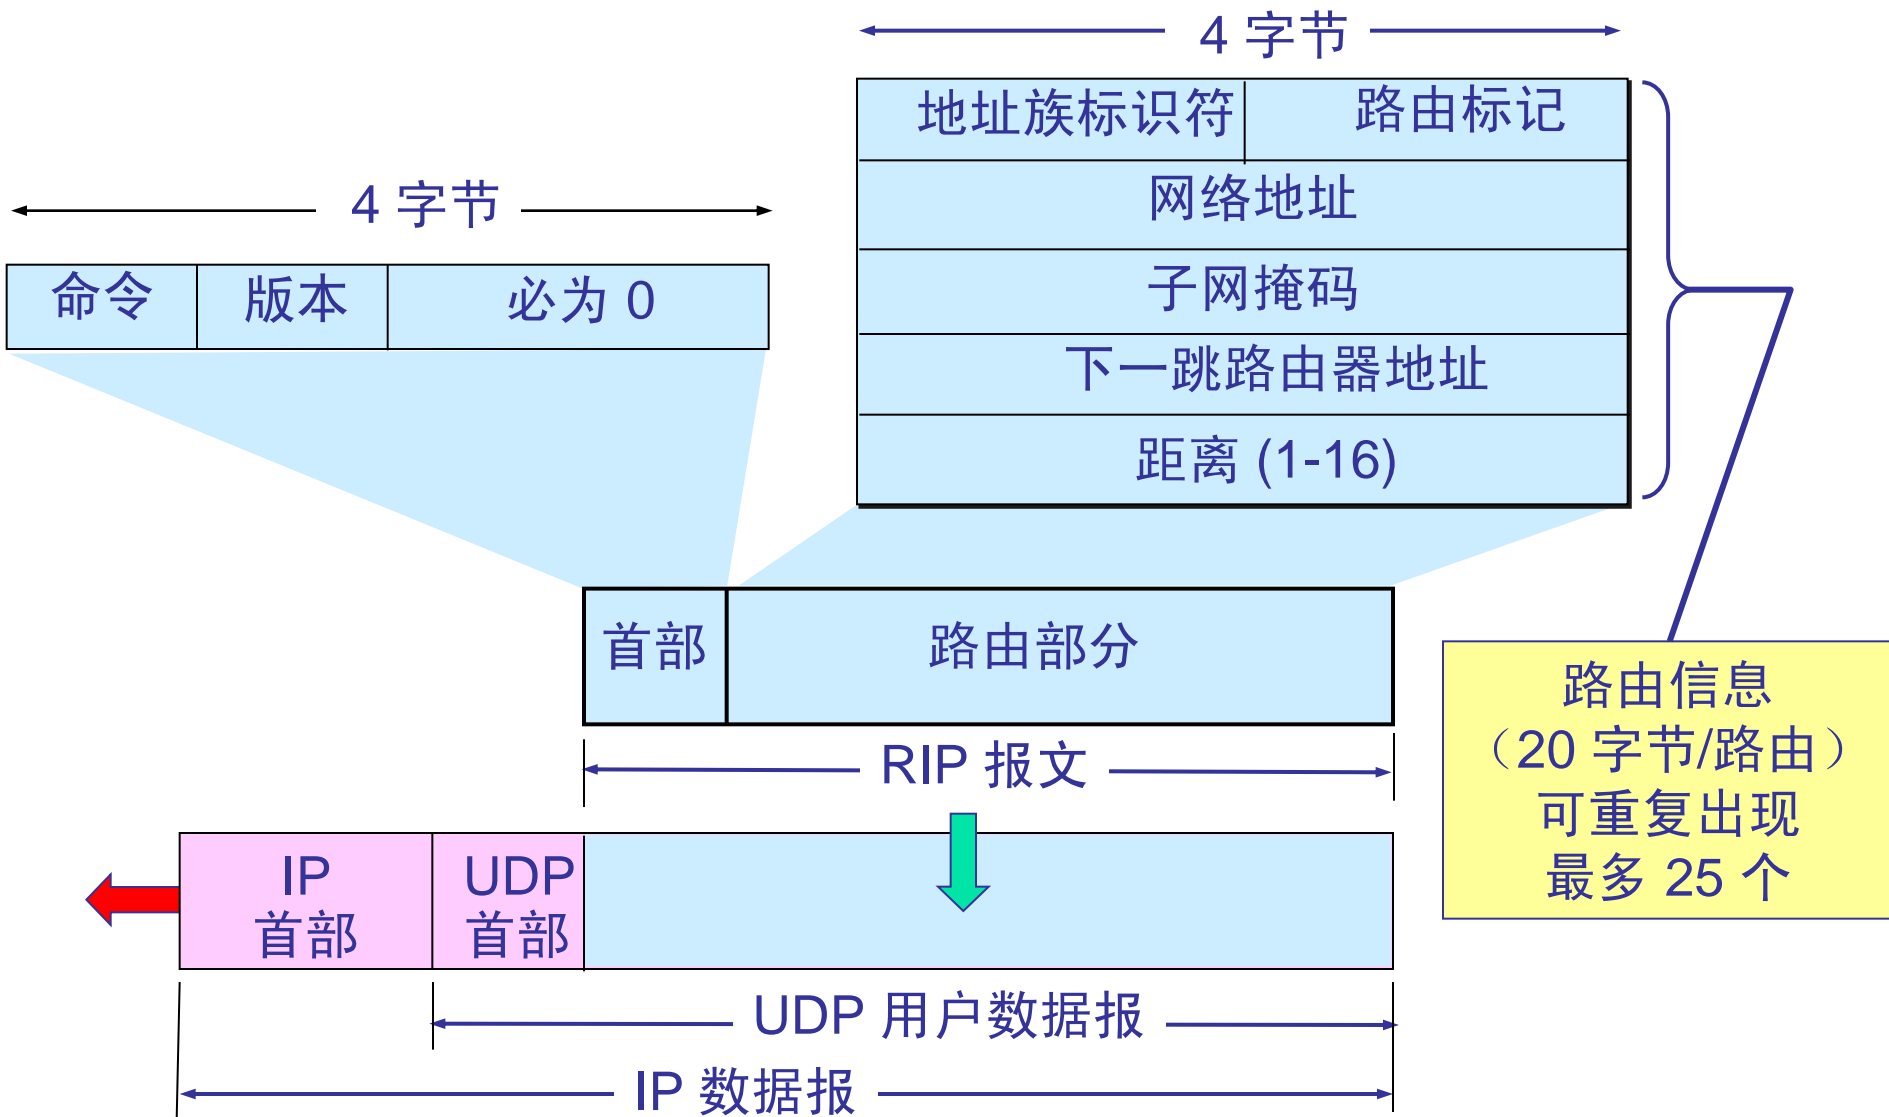 4 字节
地址族标识符
路由标记
网络地址
子网掩码
下一跳路由器地址
距离 (1-16)
4 字节
命令
版本
必为 0
首部
路由部分
路由信息
（20 字节/路由）
可重复出现
最多 25 个
RIP 报文
IP
首部
UDP
首部
UDP 用户数据报
IP 数据报